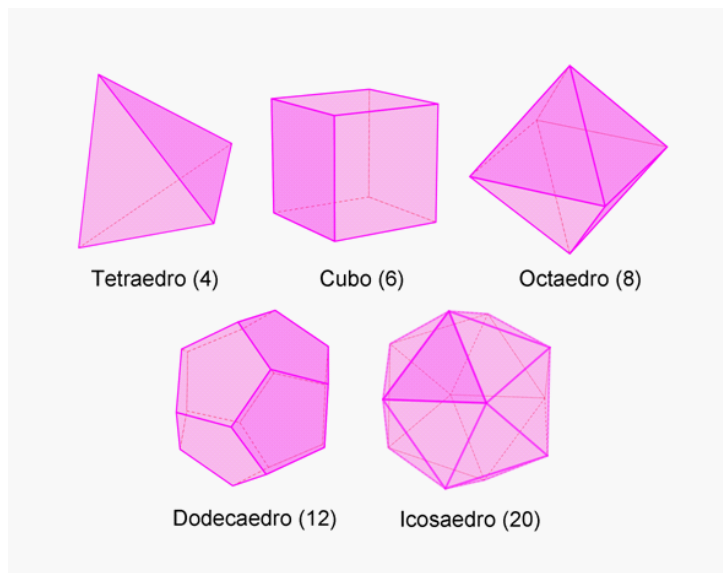 Tetraedro (4)
Cubo (6)
Octaedro (8)
Dodecaedro (12)
Icosaedro (20)